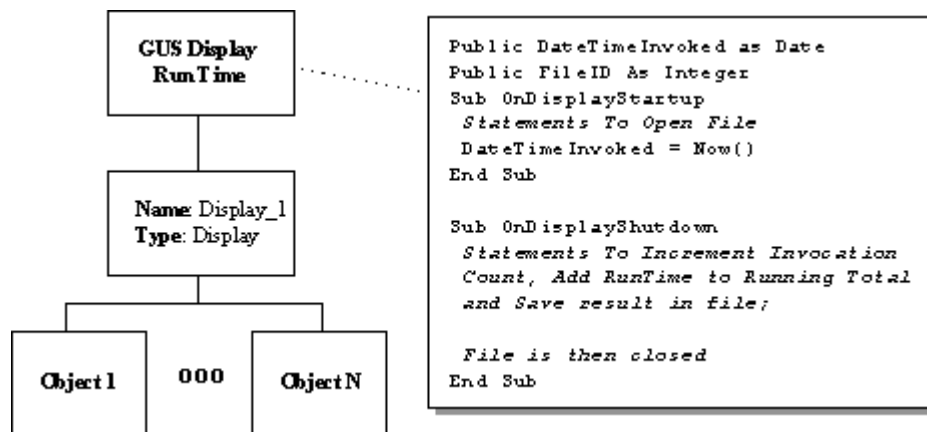 GUS Display
RunTime
Name: Display_1
Type: Display
Object 1
000
Object N
Public DateTimeInvoked as Date
Public FileID As Integer
Sub OnDisplayStartup
Statements To Open File
DateTimeInvoked = Now()
End Sub
Sub OnDisplayShutdown
Statements To Increment Invocation
Count, Add RunTime to Running Total
and Save result in file;
File is then closed
End Sub